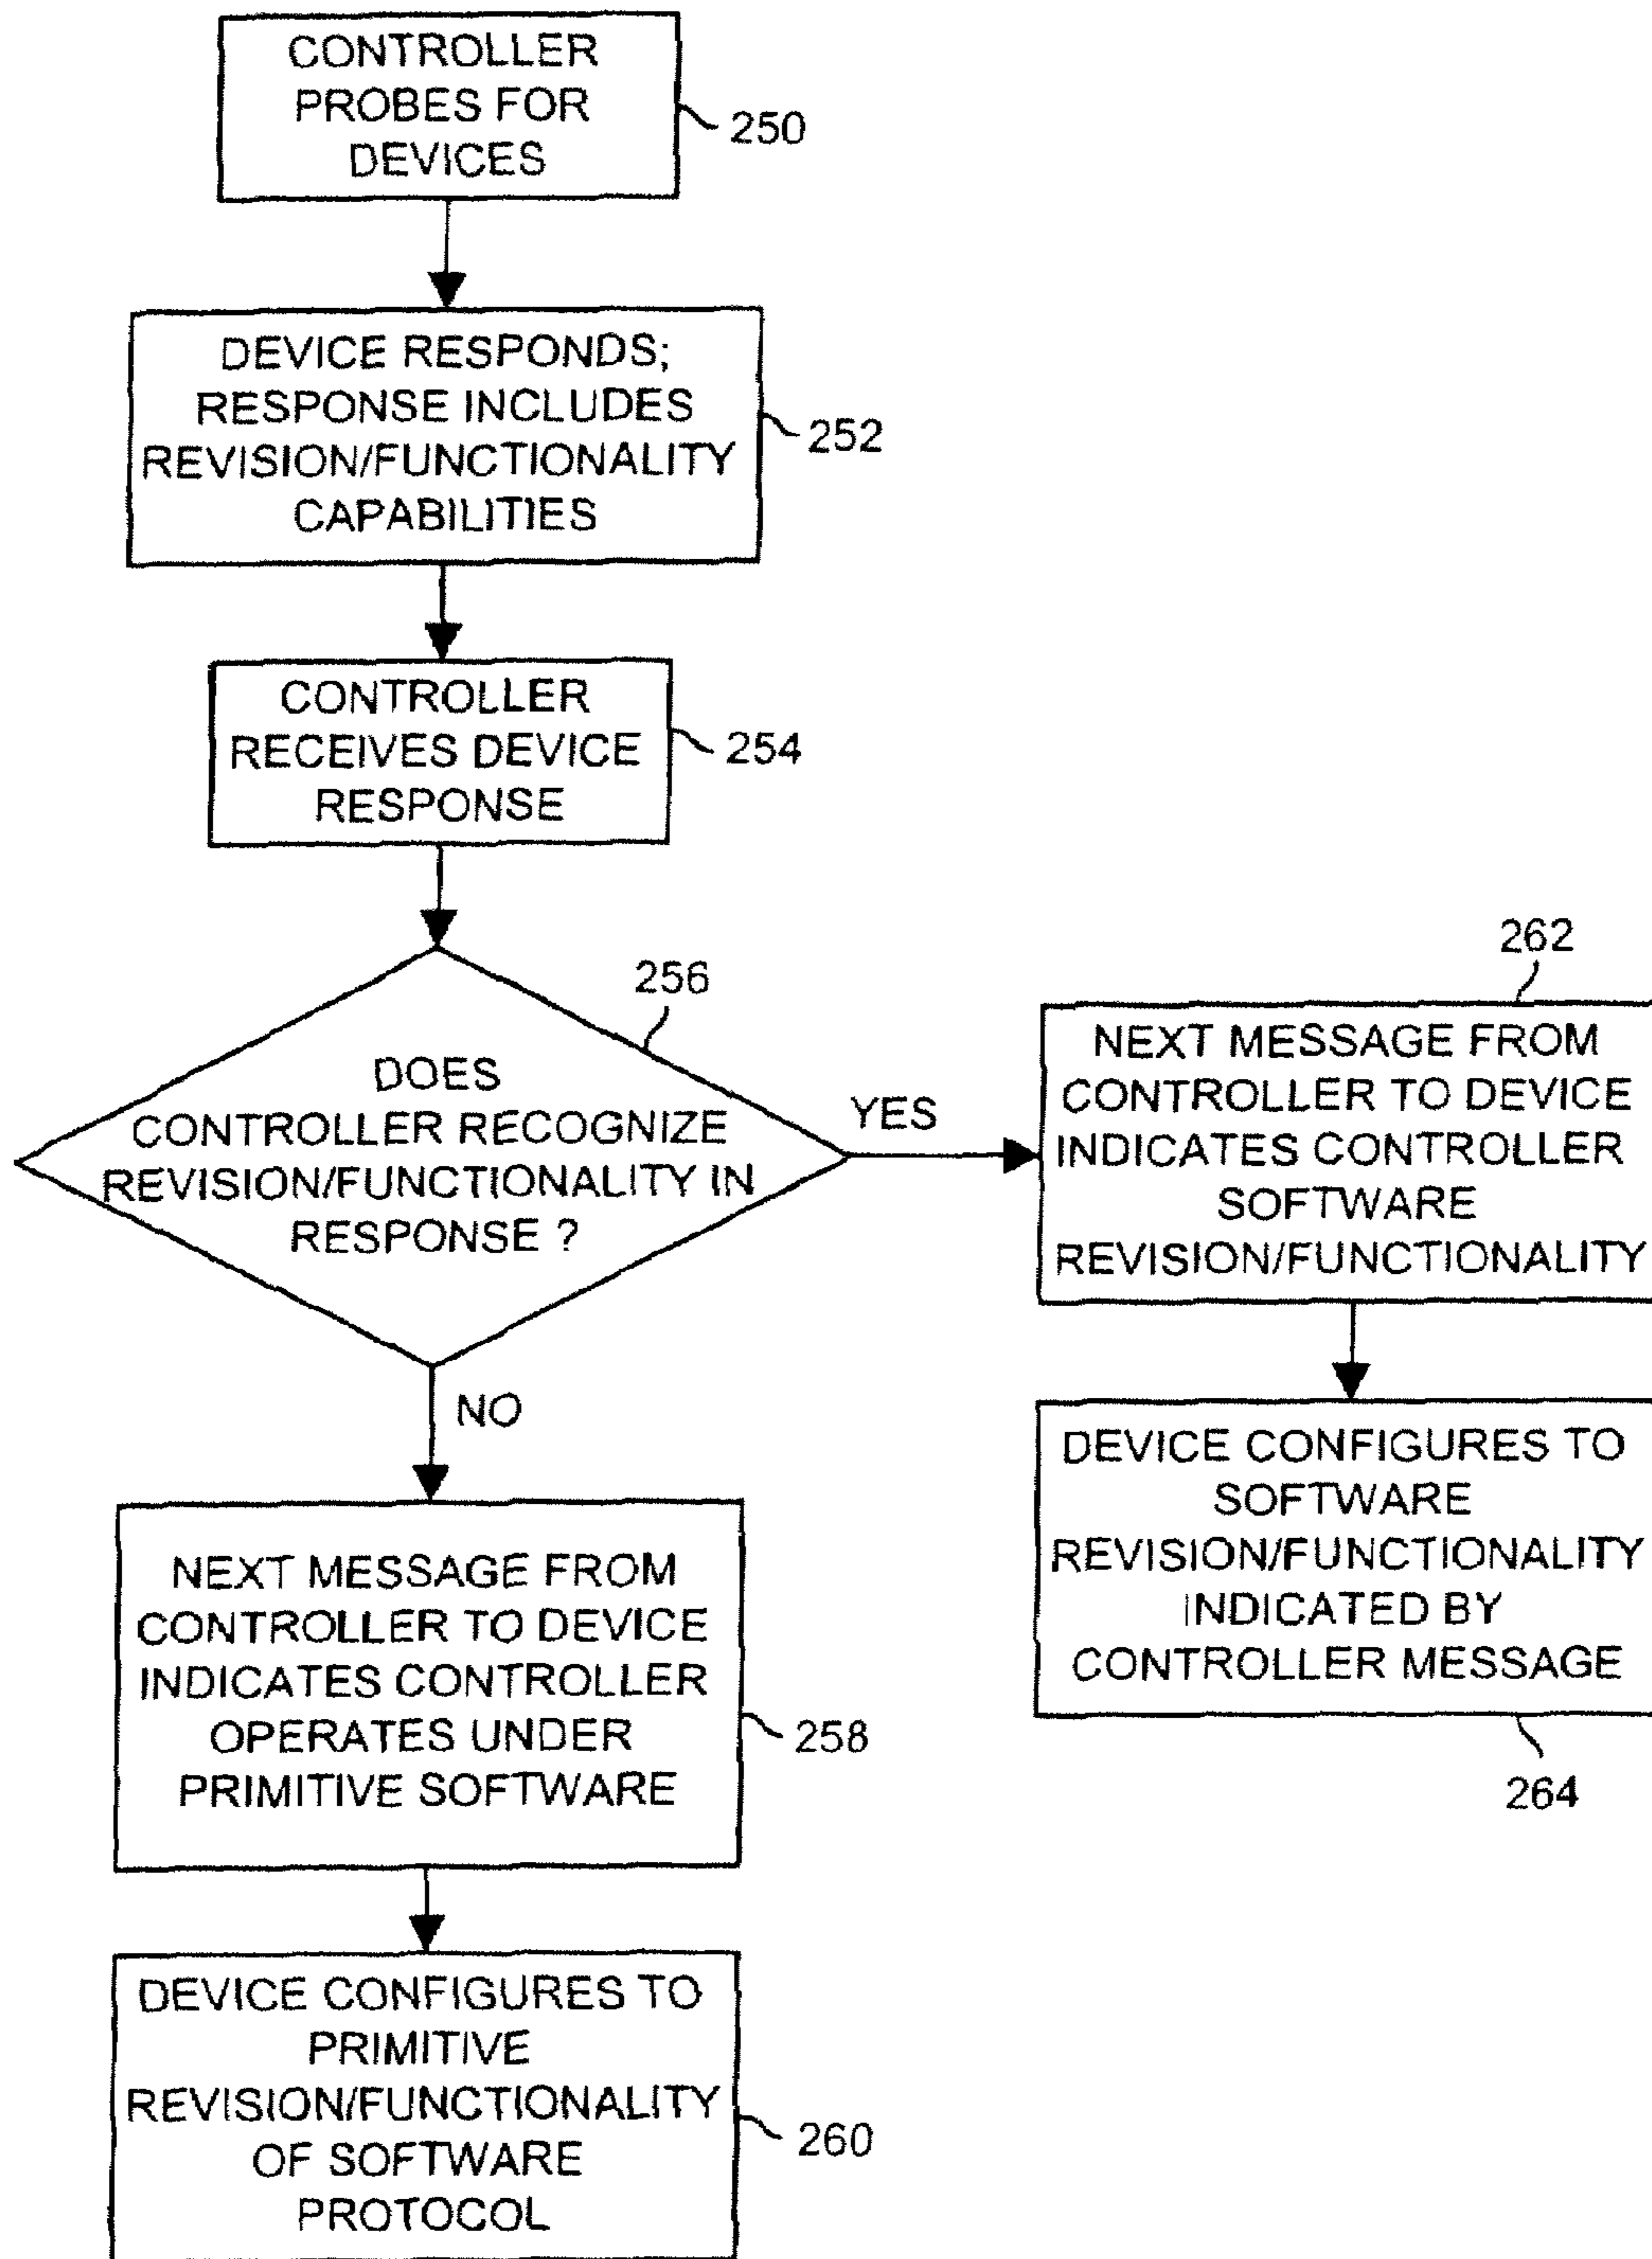 CONTROLLER
PROBES FOR
DEVICES
250
DEVICE RESPONDS;
RESPONSE INCLUDES
REVISION/FUNCTIONALITY
CAPABILITIES
252
CONTROLLER
RECEIVES DEVICE
RESPONSE
254
256
DOES
CONTROLLER RECOGNIZE
REVISION/FUNCTIONALITY IN
RESPONSE ?
YES
262
NEXT MESSAGE FROM
CONTROLLER TO DEVICE
INDICATES CONTROLLER
SOFTWARE
REVISION/FUNCTIONALITY
DEVICE CONFIGURES TO
SOFTWARE
REVISION/FUNCTIONALITY
INDICATED BY
CONTROLLER MESSAGE
264
NO
NEXT MESSAGE FROM
CONTROLLER TO DEVICE
INDICATES CONTROLLER
OPERATES UNDER
PRIMITIVE SOFTWARE
258
DEVICE CONFIGURES TO
PRIMITIVE
REVISION/FUNCTIONALITY
OF SOFTWARE
PROTOCOL
260